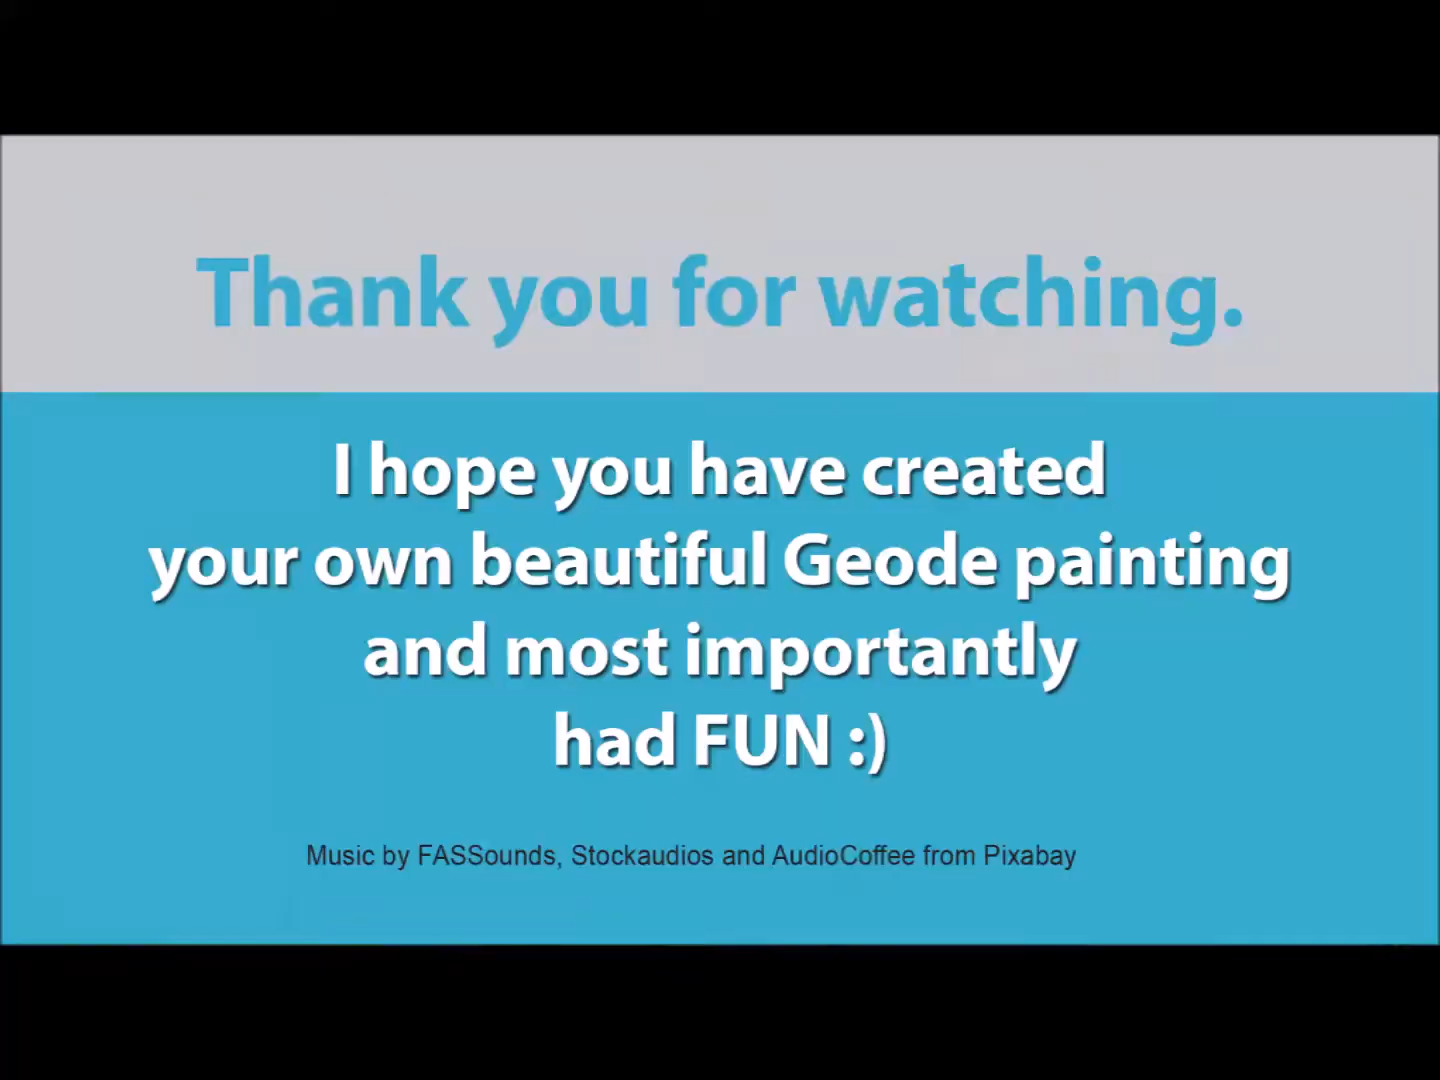 Thank you for watching.
I hope you have created
your own beautiful Geode painting
and most importantly
had FUN :)
Music by FASSounds, Stockaudios and AudioCoffee from Pixabay